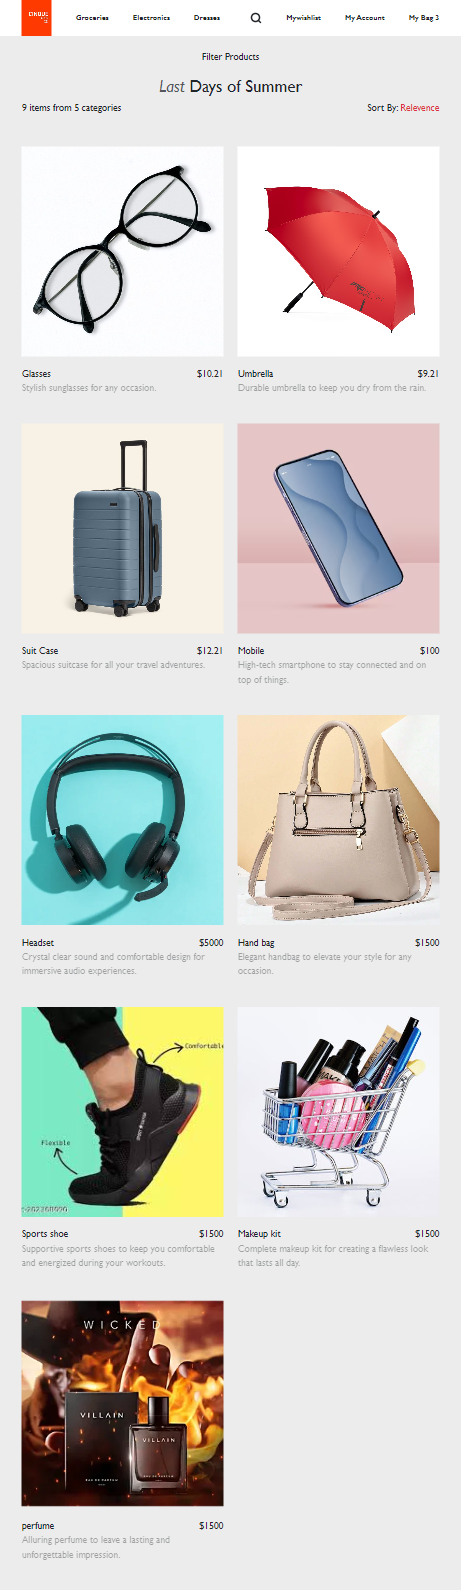 CINQUE
Groceries Electronics Dresses Mywishlist My Account My Bag 3
Filter Products
Last Days of Summer
9 items from 5 categories Sort By: Relevence
Glasses $10.21 Umbrella $9.21
Stylish sunglasses for any occasion. Durable umbrella to keep you dry from the rain.
Suit Case $12.21 Mobile $100
Spacious suitcase for all your travel adventures. High-tech smartphone to stay connected and on
top of things.
Headset $5000 Hand bag $1500
Crystal clear sound and comfortable design for Elegant handbag to elevate your style for any
immersive audio experiences. occasion.
Comfortable
Flexible
Sports shoe $1500 Makeup kit $1500
Supportive sports shoes to keep you comfortable Complete makeup kit for creating a flawless look
and energized during your workouts. that lasts all day.
WICKED
VILLAIN
VILLAIN
EAU DE PARFUM
EAU DE PARFUM
perfume $1500
Alluring perfume to leave a lasting and
unforgettable impression.